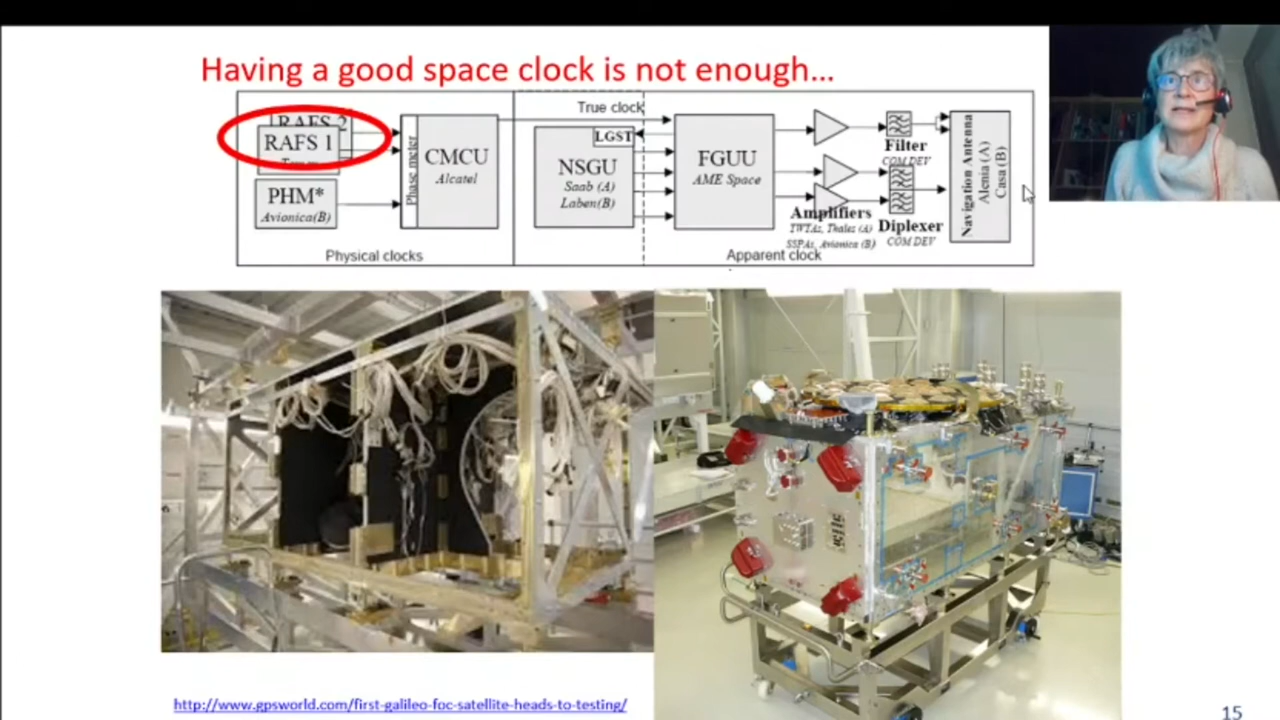 Having a good space clock is not enough...
True clock
RAFS 2
RAFS 1
LGST
Phase meter
CMCU
Alcatel
PHM*
Avionica(B)
NSGU
Saab (A)
Laben(B)
FGUU
AME Space
Filter
COM DEV
Amplifiers
TWTAs, Thales (A)
SSPAs, Avionica (B)
Diplexer
COM DEV
Navigation Antenna
Alenia (A)
Casa (B)
Physical clocks
Apparent clock
http://www.gpsworld.com/first-galileo-foc-satellite-heads-to-testing/
15